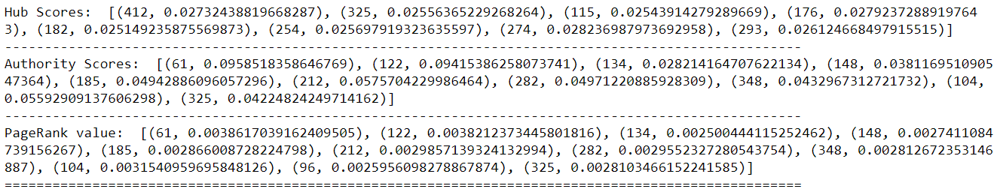 Hub Scores:  [(412, 0.02732438819668287), (325, 0.02556365229268264), (115, 0.02543914279289669), (176, 0.0279237288919764
3), (182, 0.025149235875569873), (254, 0.025697919323635597), (274, 0.028236987973692958), (293, 0.026124668497915515)]
----------------------------------------------------------------------------------------------------
Authority Scores:  [(61, 0.0958518358646769), (122, 0.09415386258073741), (134, 0.028214164707622134), (148, 0.0381169510905
47364), (185, 0.04942886096057296), (212, 0.0575704229986464), (282, 0.04971220885928309), (348, 0.0432967312721732), (104,
0.05592909137606298), (325, 0.04224824249714162)]
----------------------------------------------------------------------------------------------------
PageRank value:  [(61, 0.0038617039162409505), (122, 0.0038212373445801816), (134, 0.002500444115252462), (148, 0.0027411084
739156267), (185, 0.002866008728224798), (212, 0.0029857139324132994), (282, 0.0029552327280543754), (348, 0.002812672353146
887), (104, 0.0031540959695848126), (96, 0.0025956098278867874), (325, 0.0028103466152241585)]
====================================================================================================